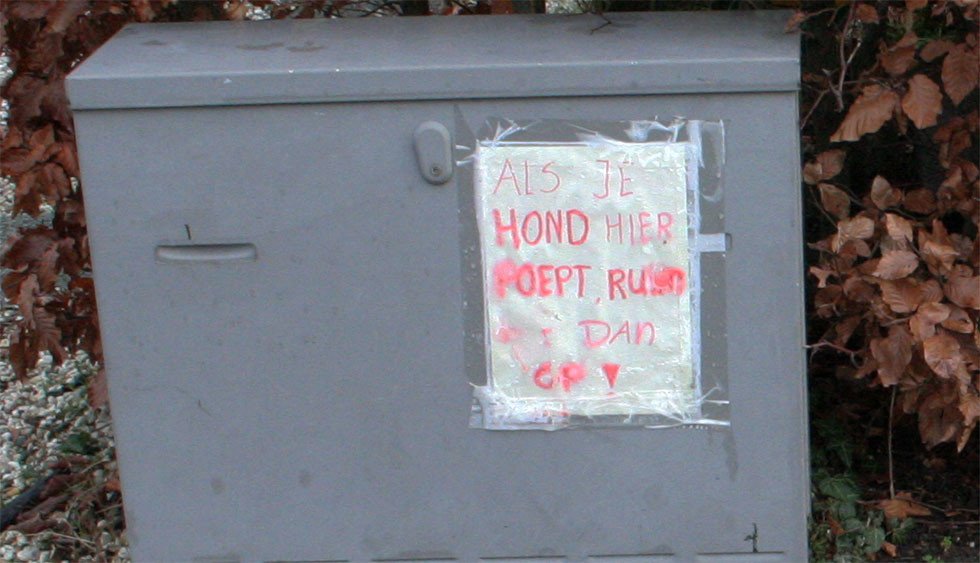 ALS JE
HOND HIER
POEPT, RUIM
DAN
OP!